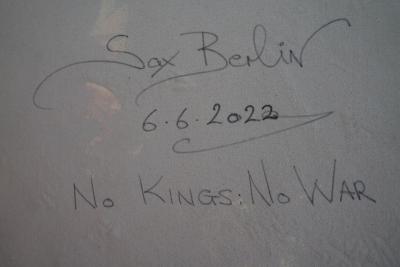 Sax Berlin
6.6.2022
No KINGS: No WAR